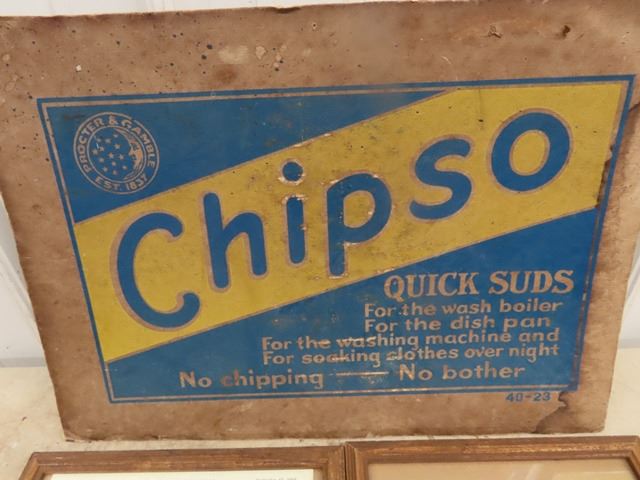 PROCTER & GAMBLE
EST. 1837
Chipso
QUICK SUDS
For the wash boiler
For the dish pan
For the washing machine and
For soaking clothes over night
No chipping — No bother
40-23